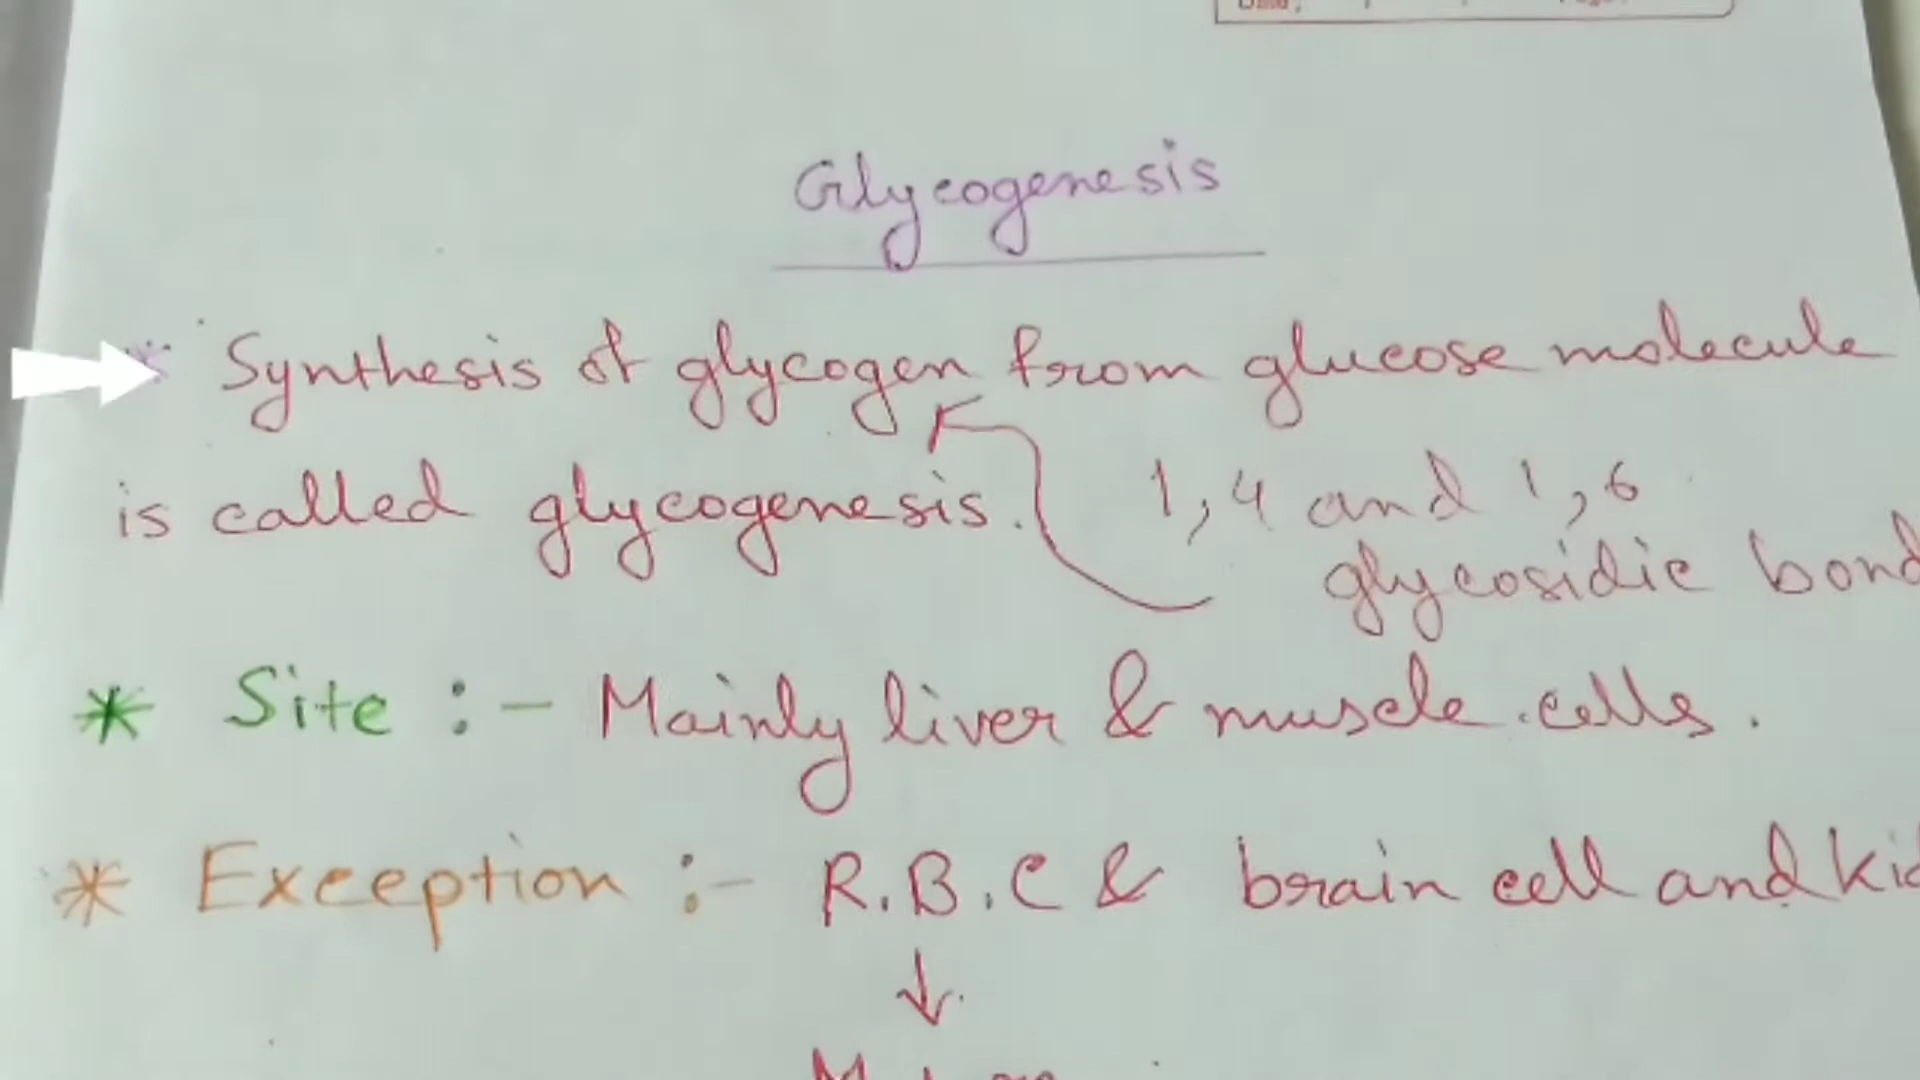 Glycogenesis
* Synthesis of glycogen from glucose molecule
is called glycogenesis.
1,4 and 1,6
glycosidic bond
* Site :- Mainly liver & muscle cells.
* Exception :- R.B.C & brain cell and kid